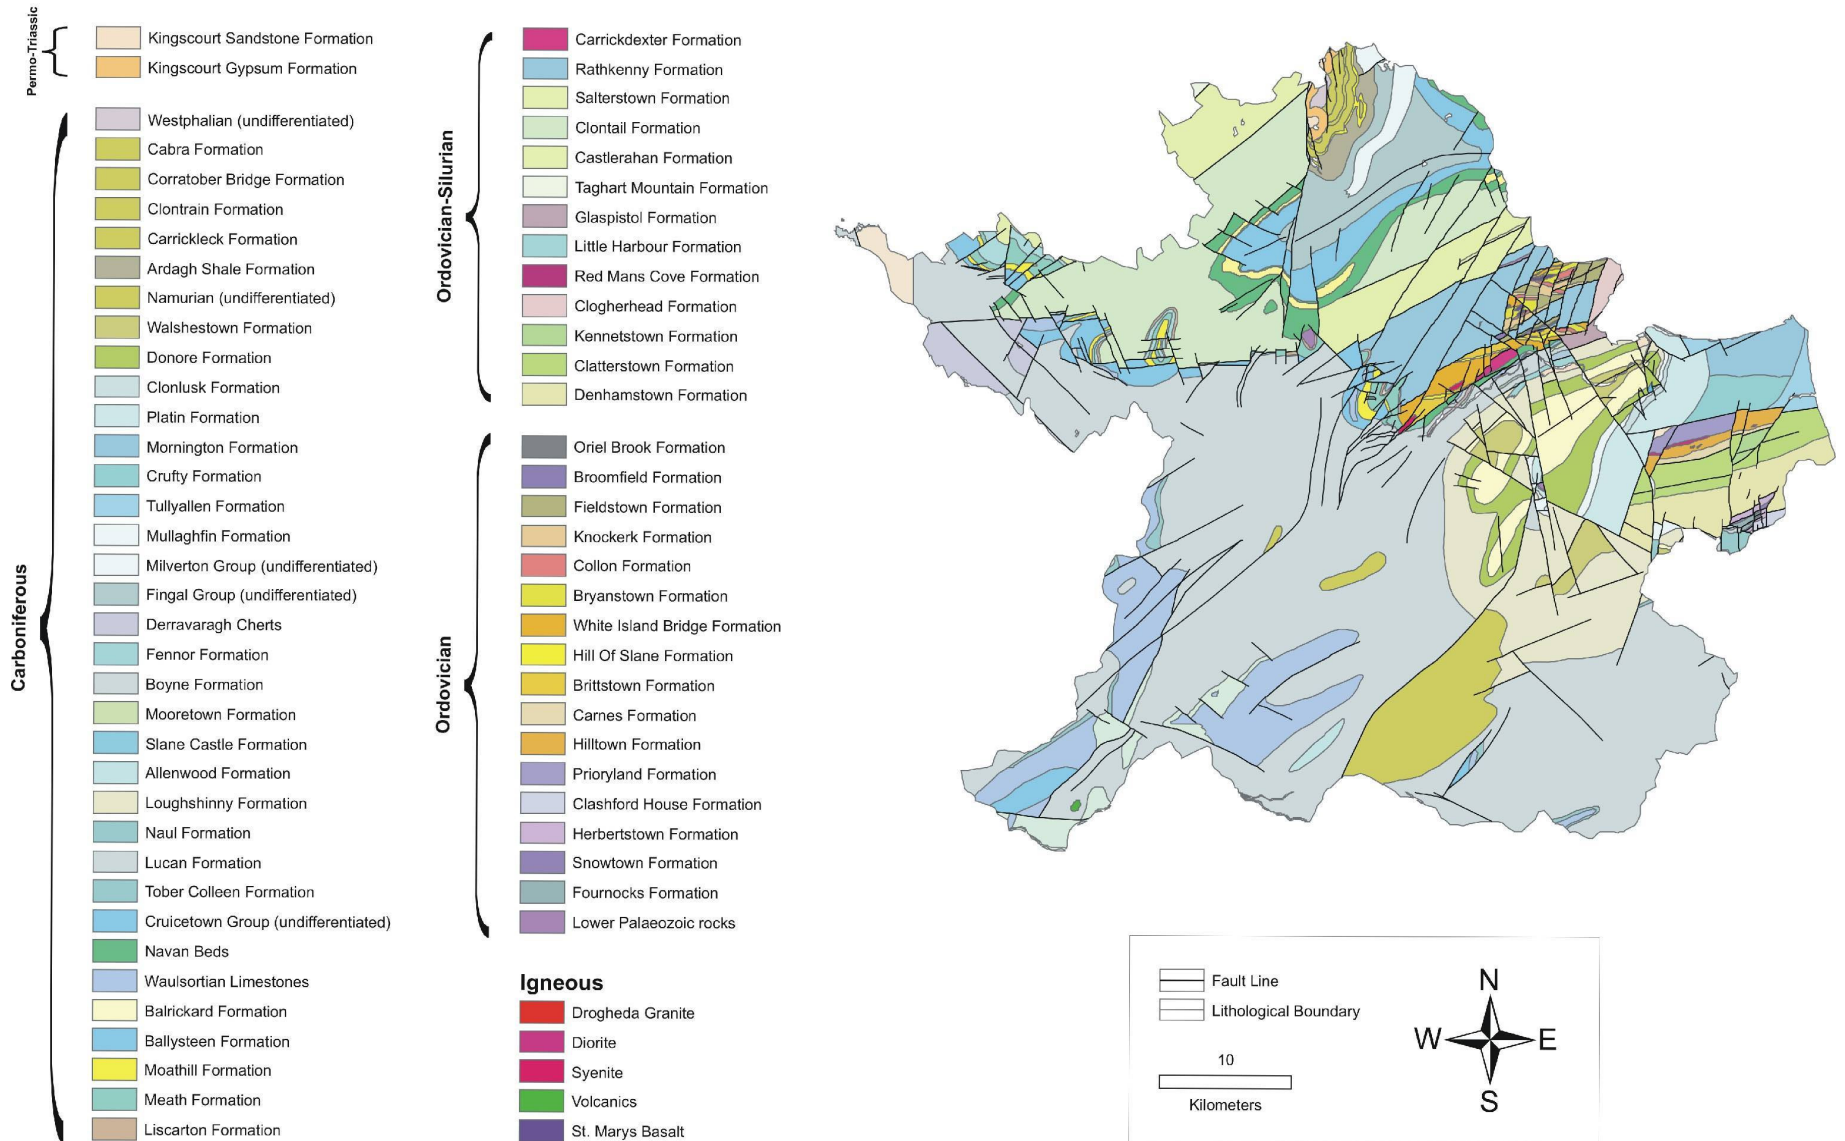 Permo-Triassic
Kingscourt Sandstone Formation
Kingscourt Gypsum Formation
Carboniferous
Westphalian (undifferentiated)
Cabra Formation
Corratober Bridge Formation
Clontrain Formation
Carrickleck Formation
Ardagh Shale Formation
Namurian (undifferentiated)
Walshestown Formation
Donore Formation
Clonlusk Formation
Platin Formation
Mornington Formation
Crufty Formation
Tullyallen Formation
Mullaghfin Formation
Milverton Group (undifferentiated)
Fingal Group (undifferentiated)
Derravaragh Cherts
Fennor Formation
Boyne Formation
Mooretown Formation
Slane Castle Formation
Allenwood Formation
Loughshinny Formation
Naul Formation
Lucan Formation
Tober Colleen Formation
Cruicetown Group (undifferentiated)
Navan Beds
Waulsortian Limestones
Balrickard Formation
Ballysteen Formation
Moathill Formation
Meath Formation
Liscarton Formation
Ordovician-Silurian
Carrickdexter Formation
Rathkenny Formation
Salterstown Formation
Clontail Formation
Castlerahan Formation
Taghart Mountain Formation
Glaspistol Formation
Little Harbour Formation
Red Mans Cove Formation
Clogherhead Formation
Kennetstown Formation
Clatterstown Formation
Denhamstown Formation
Ordovician
Oriel Brook Formation
Broomfield Formation
Fieldstown Formation
Knockerk Formation
Collon Formation
Bryanstown Formation
White Island Bridge Formation
Hill Of Slane Formation
Brittstown Formation
Carnes Formation
Hilltown Formation
Prioryland Formation
Clashford House Formation
Herbertstown Formation
Snowtown Formation
Fournocks Formation
Lower Palaeozoic rocks
Igneous
Drogheda Granite
Diorite
Syenite
Volcanics
St. Marys Basalt
Fault Line
Lithological Boundary
10
Kilometers
N
W
E
S